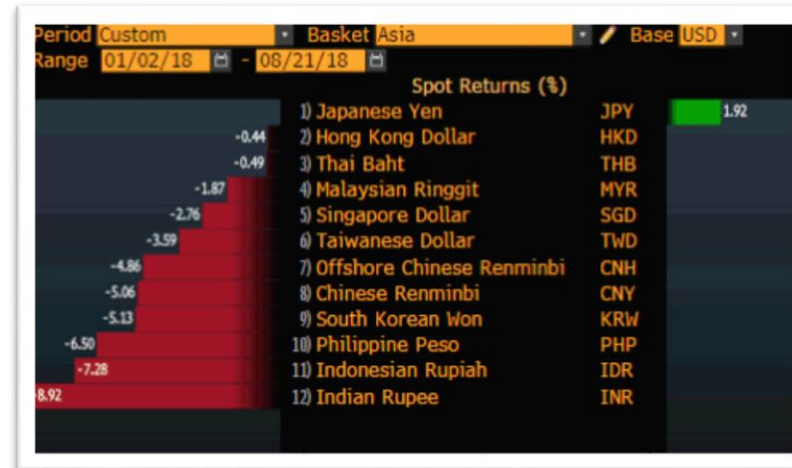 Period Custom Basket Asia Base USD
Range 01/02/18 - 08/21/18
Spot Returns (%)
1) Japanese Yen JPY 1.92
-0.44 2) Hong Kong Dollar HKD
-0.49 3) Thai Baht THB
-1.87 4) Malaysian Ringgit MYR
-2.76 5) Singapore Dollar SGD
-3.59 6) Taiwanese Dollar TWD
-4.86 7) Offshore Chinese Renminbi CNH
-5.06 8) Chinese Renminbi CNY
-5.13 9) South Korean Won KRW
-6.50 10) Philippine Peso PHP
-7.28 11) Indonesian Rupiah IDR
-8.92 12) Indian Rupee INR